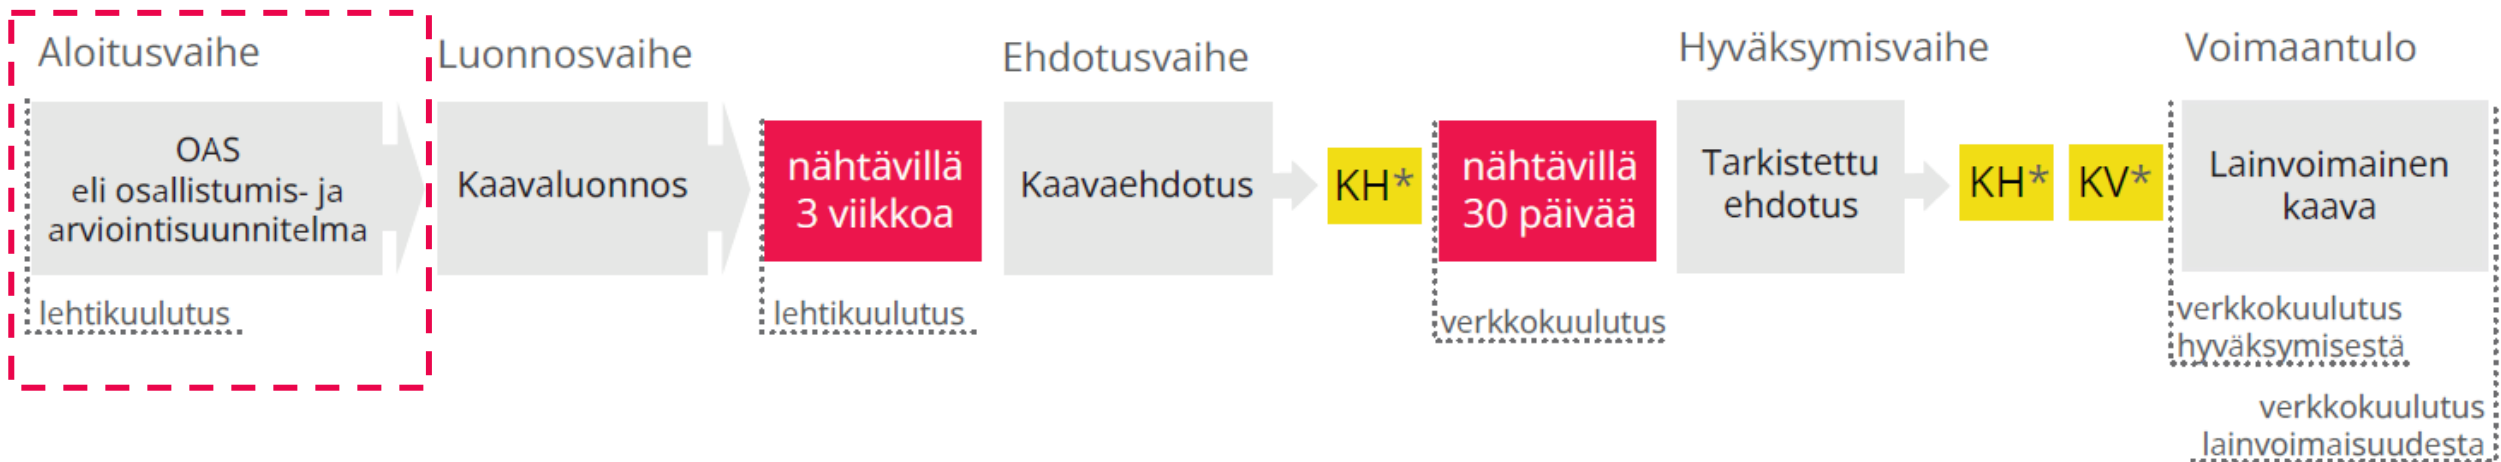 Aloitusvaihe
OAS
eli osallistumis- ja
arviointisuunnitelma
lehtikuulutus
Luonnosvaihe
Kaavaluonnos
nähtävillä
3 viikkoa
lehtikuulutus
Ehdotusvaihe
Kaavaehdotus
KH*
nähtävillä
30 päivää
verkkokuulutus
Hyväksymisvaihe
Tarkistettu
ehdotus
KH*
KV*
Voimaantulo
Lainvoimainen
kaava
verkkokuulutus
hyväksymisestä
verkkokuulutus
lainvoimaisuudesta